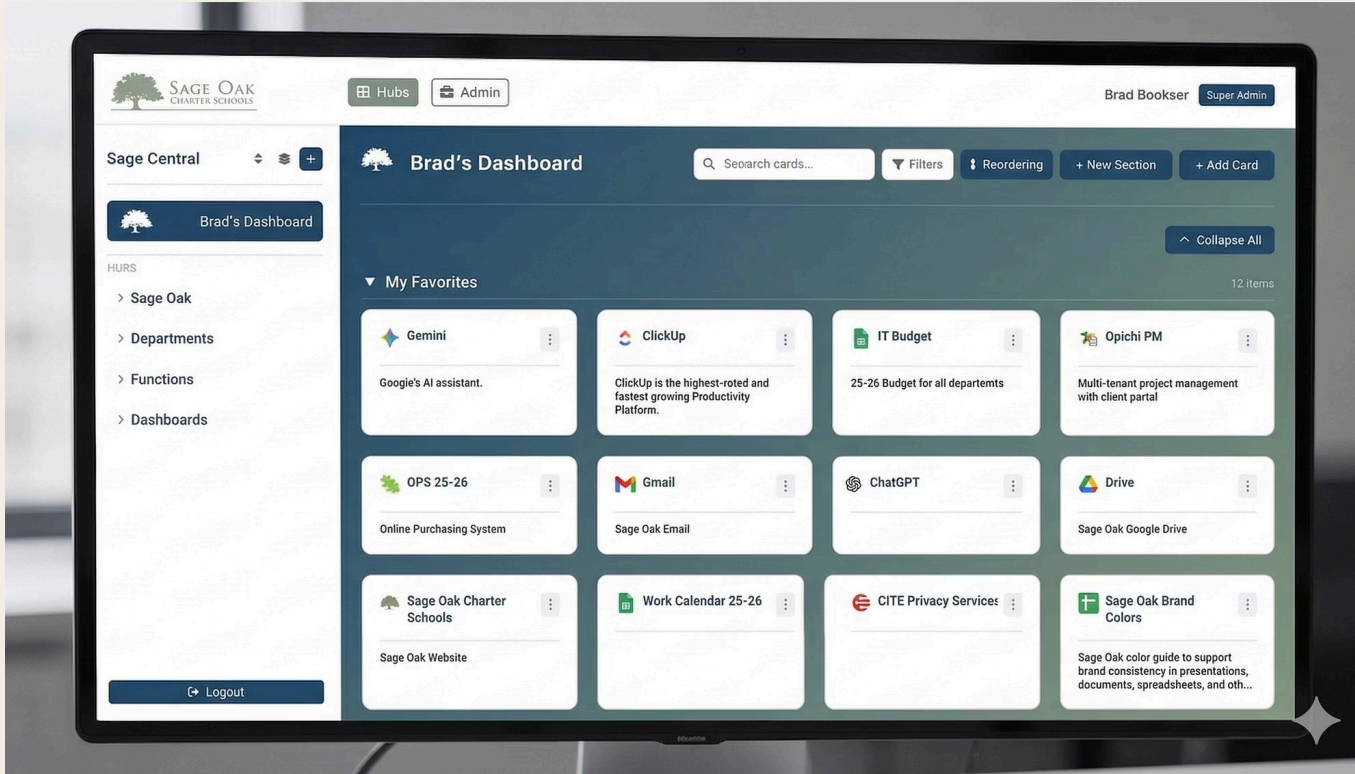 SAGE OAK
CHARTER SCHOOLS
Hubs
Admin
Brad Bookser
Super Admin
Sage Central
+
Brad's Dashboard
HURS
Sage Oak
Departments
Functions
Dashboards
Logout
Brad's Dashboard
Search cards...
Filters
Reordering
+ New Section
+ Add Card
Collapse All
My Favorites
12 items
Gemini
Googie's AI assistant.
ClickUp
ClickUp is the highest-roted and
fastest growing Productivity
Platform.
IT Budget
25-26 Budget for all departemts
Opichi PM
Multi-tenant project management
with client partal
OPS 25-26
Online Purchasing System
Gmail
Sage Oak Email
ChatGPT
Drive
Sage Oak Google Drive
Sage Oak Charter
Schools
Sage Oak Website
Work Calendar 25-26
CITE Privacy Services
Sage Oak Brand
Colors
Sage Oak color guide to support
brand consistency in presentations,
documents, spreadsheets, and oth...